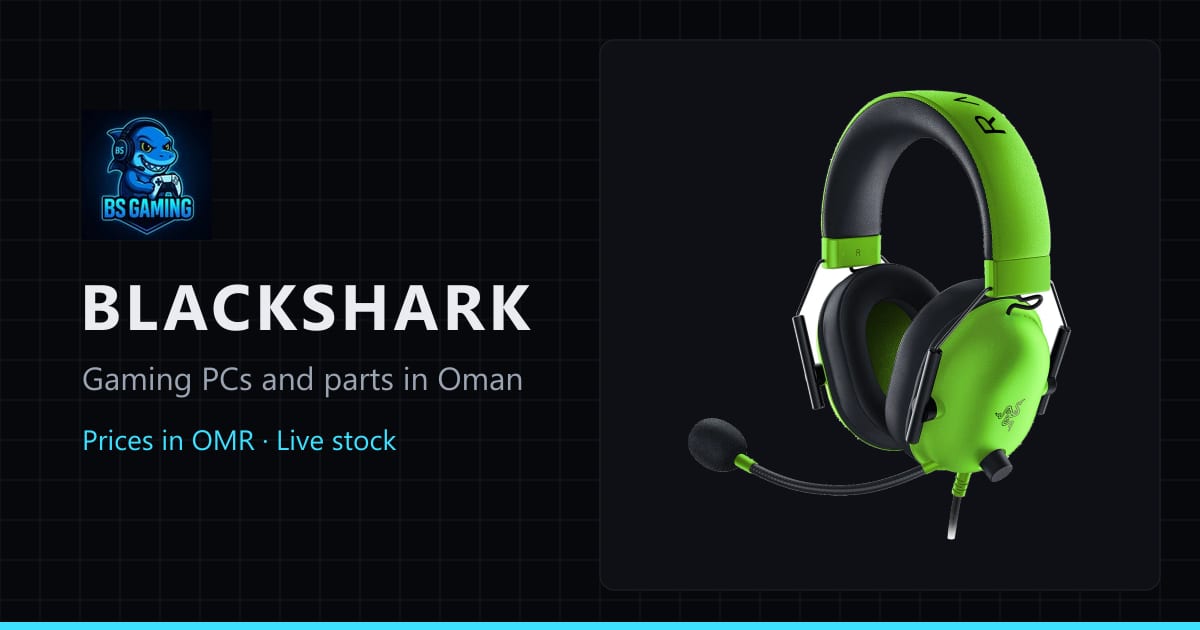 BS
BS GAMING
BLACKSHARK
Gaming PCs and parts in Oman
Prices in OMR · Live stock
R